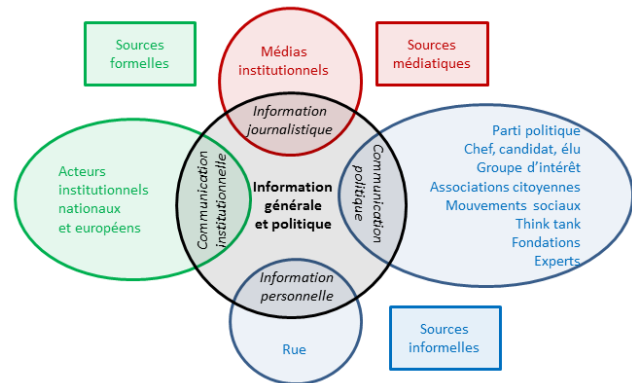 Sources
formelles
Médias
institutionnels
Sources
médiatiques
Information
journalistique
Acteurs
institutionnels
nationaux
et européens
Communication
institutionnelle
Information
générale
et politique
Communication
politique
Parti politique
Chef, candidat, élu
Groupe d'intérêt
Associations citoyennes
Mouvements sociaux
Think tank
Fondations
Experts
Information
personnelle
Rue
Sources
informelles